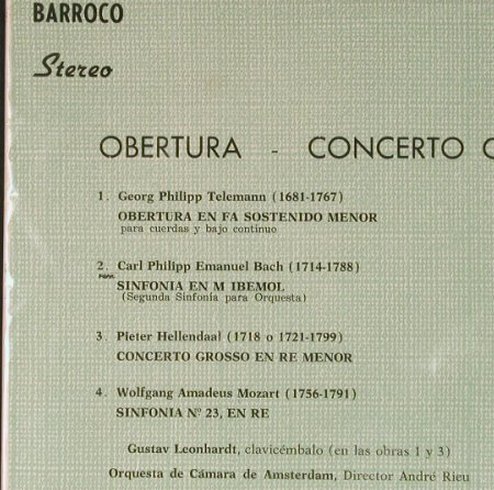 BARROCO
Stereo
OBERTURA - CONCERTO
1. Georg Philipp Telemann (1681-1767)
OBERTURA EN FA SOSTENIDO MENOR
para cuerdas y bajo continuo
2. Carl Philipp Emanuel Bach (1714-1788)
SINFONIA EN M IBEMOL
(Segunda Sinfonía para Orquesta)
3. Pieter Hellendaal (1718 o 1721-1799)
CONCERTO GROSSO EN RE MENOR
4. Wolfgang Amadeus Mozart (1756-1791)
SINFONIA Nº 23, EN RE
Gustav Leonhardt, clavicémbalo (en las obras 1 y 3)
Orquesta de Cámara de Amsterdam, Director André Rieu